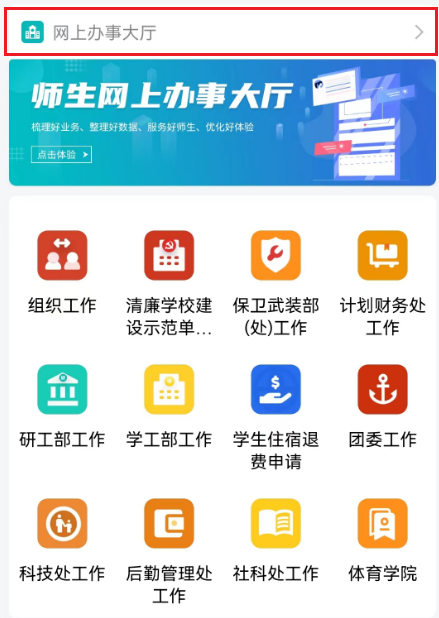 网上办事大厅
师生网上办事大厅
梳理好业务、整理好数据、服务好师生、优化好体验
点击体验
组织工作
清廉学校建
设示范单...
保卫武装部
(处)工作
计划财务处
工作
研工部工作
学工部工作
学生住宿退
费申请
团委工作
科技处工作
后勤管理处
工作
社科处工作
体育学院